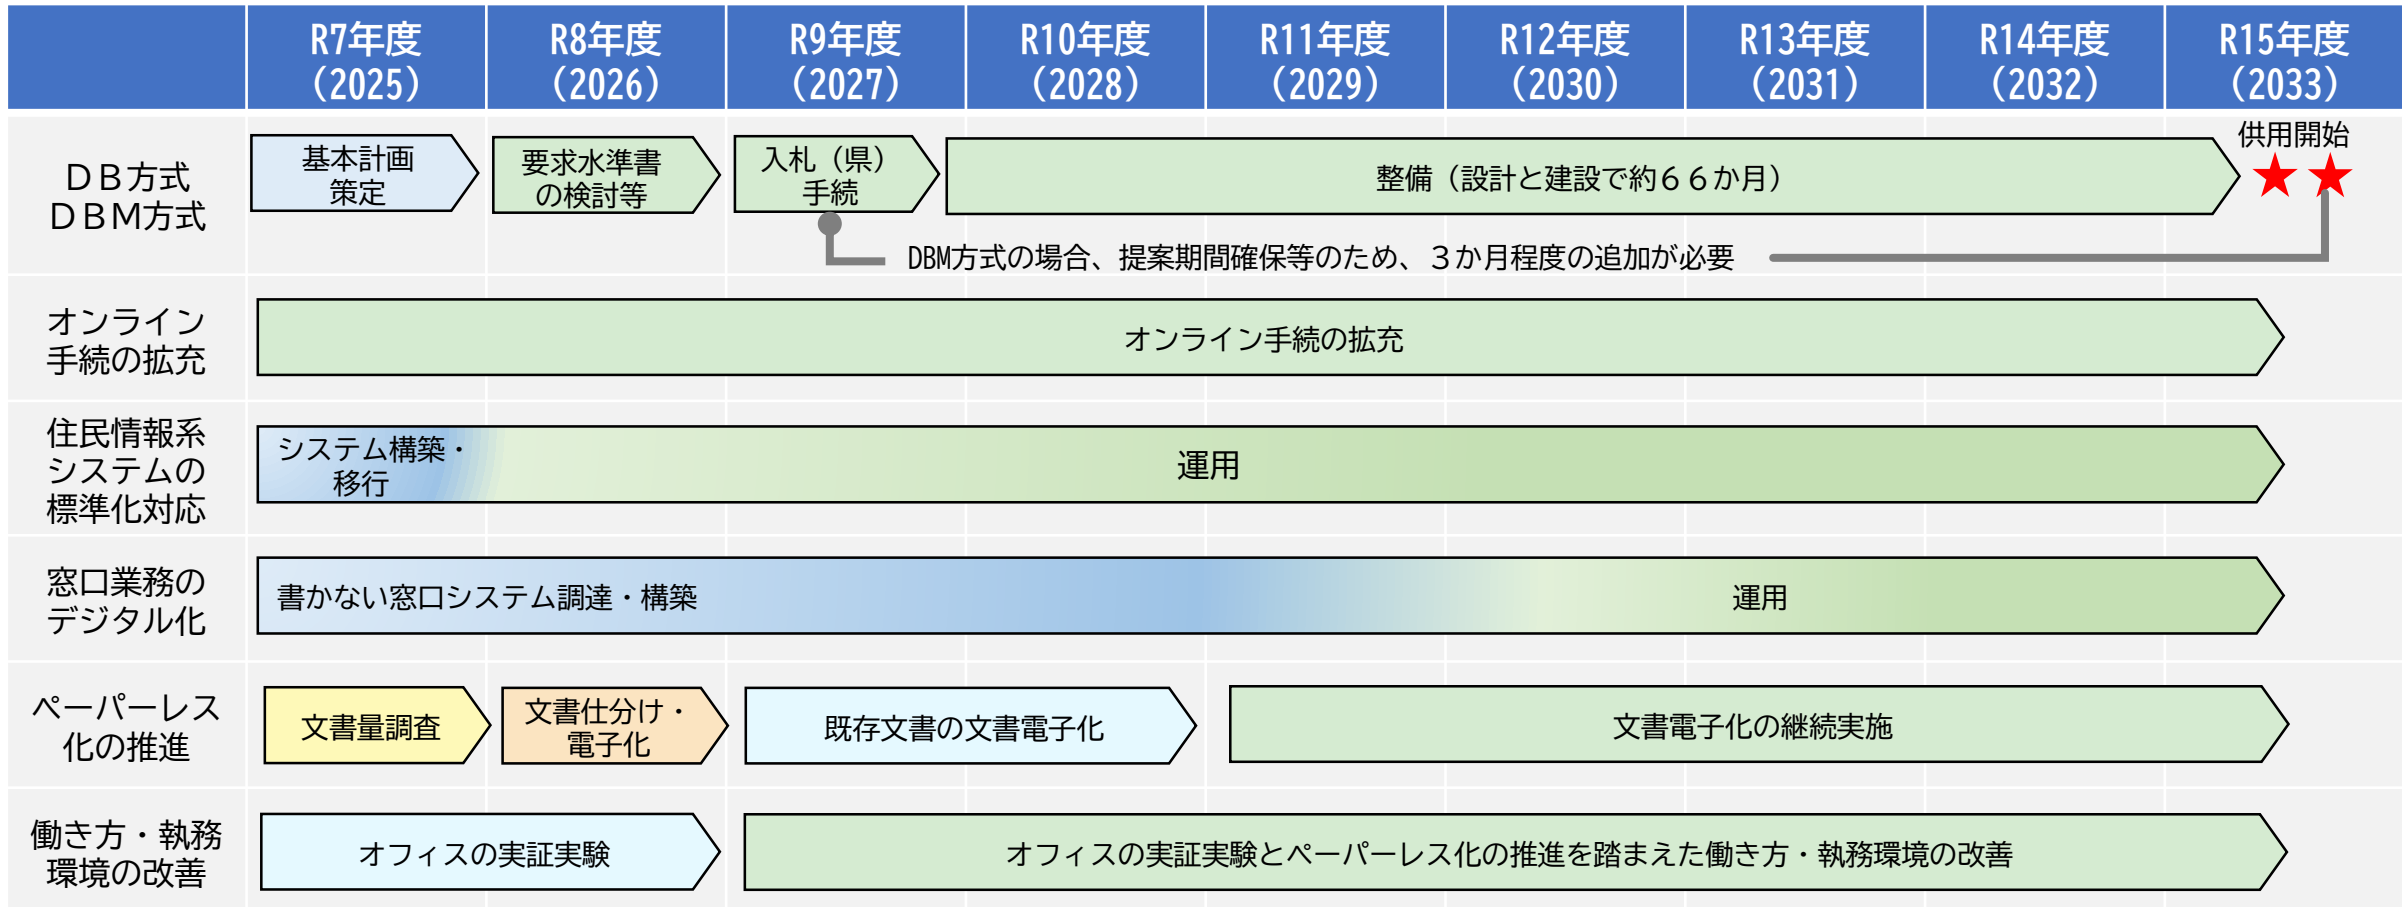 R7年度
(2025)
R8年度
(2026)
R9年度
(2027)
R10年度
(2028)
R11年度
(2029)
R12年度
(2030)
R13年度
(2031)
R14年度
(2032)
R15年度
(2033)
ＤＢ方式
ＤＢＭ方式
基本計画
策定
要求水準書
の検討等
入札（県）
手続
整備（設計と建設で約６６か月）
供用開始
★ ★
DBM方式の場合、提案期間確保等のため、３か月程度の追加が必要
オンライン
手続の拡充
オンライン手続の拡充
住民情報系
システムの
標準化対応
システム構築・
移行
運用
窓口業務の
デジタル化
書かない窓口システム調達・構築
運用
ペーパーレス
化の推進
文書量調査
文書仕分け・
電子化
既存文書の文書電子化
文書電子化の継続実施
働き方・執務
環境の改善
オフィスの実証実験
オフィスの実証実験とペーパーレス化の推進を踏まえた働き方・執務環境の改善